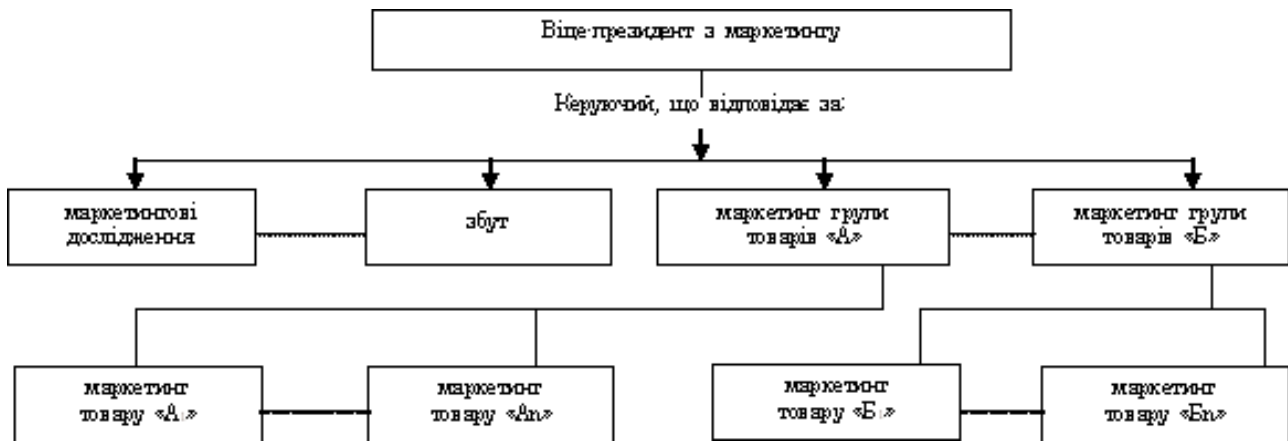 Віце-президент з маркетингу
Керуючий, що відповідає за:
маркетингові
дослідження
збут
маркетинг групи
товарів «А»
маркетинг групи
товарів «Б»
маркетинг
товару «А₁»
маркетинг
товару «Аn»
маркетинг
товару «Б₁»
маркетинг
товару «Бn»